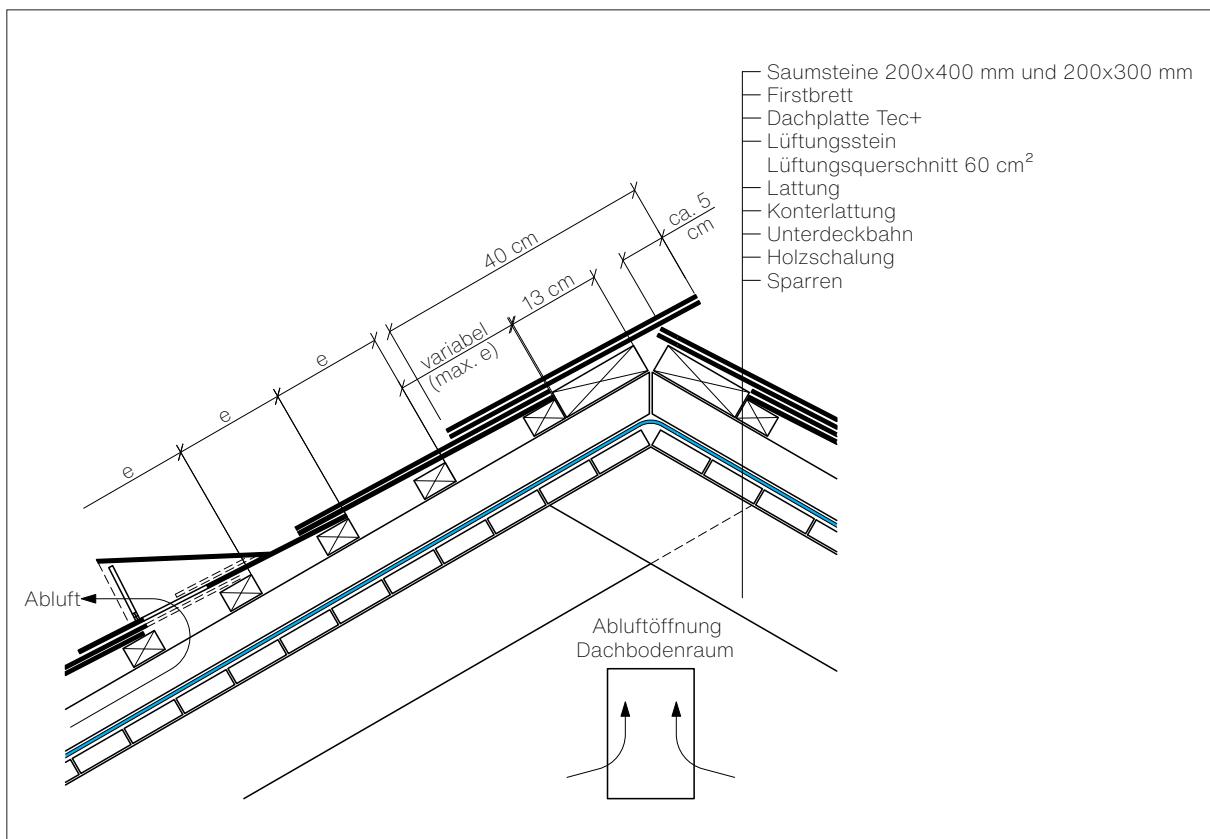 Saumsteine 200x400 mm und 200x300 mm
Firstbrett
Dachplatte Tec+
Lüftungsstein
Lüftungsquerschnitt 60 cm²
Lattung
Konterlattung
Unterdeckbahn
Holzschalung
Sparren
ca. 5
cm
40 cm
13 cm
variabel
(max. e)
e
e
e
Abluft
Abluftöffnung
Dachbodenraum